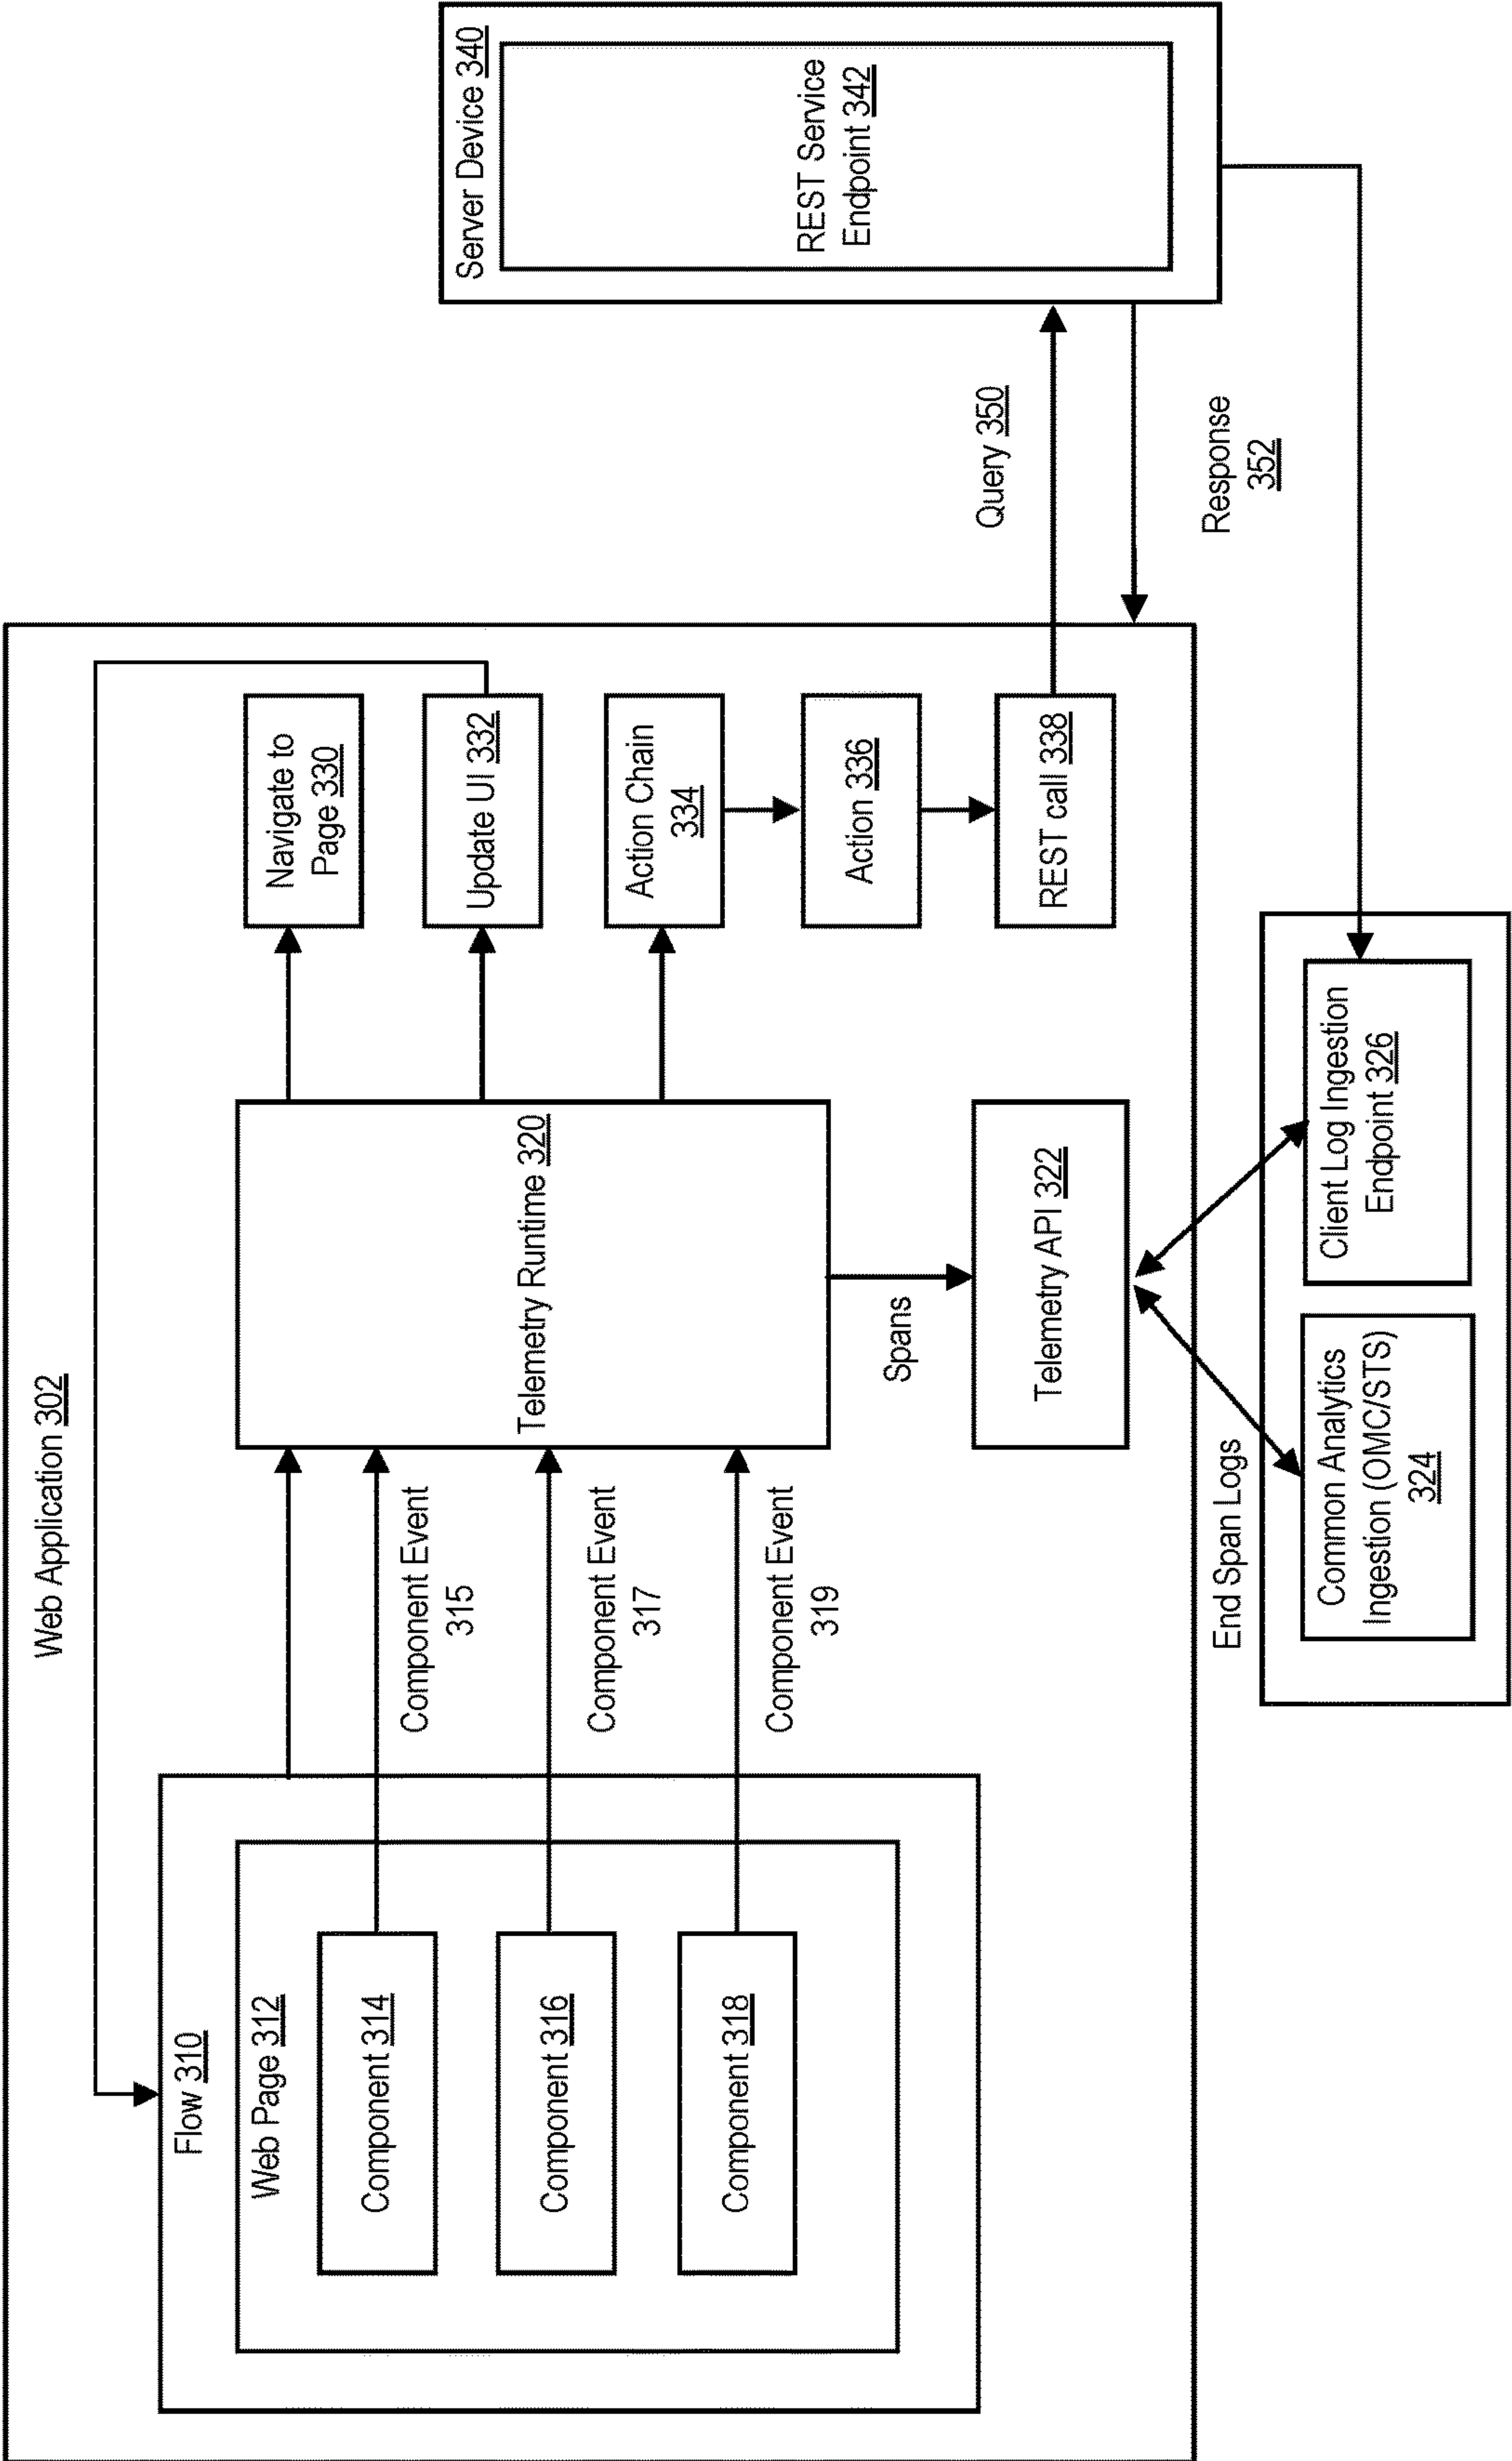 Web Application 302
Flow 310
Web Page 312
Component 314
Component 316
Component 318
Component Event
315
Component Event
317
Component Event
319
Telemetry Runtime 320
Spans
Telemetry API 322
Navigate to
Page 330
Update UI 332
Action Chain
334
Action 336
REST call 338
Query 350
Response
352
Server Device 340
REST Service
Endpoint 342
End Span Logs
Common Analytics
Ingestion (OMC/STS)
324
Client Log Ingestion
Endpoint 326